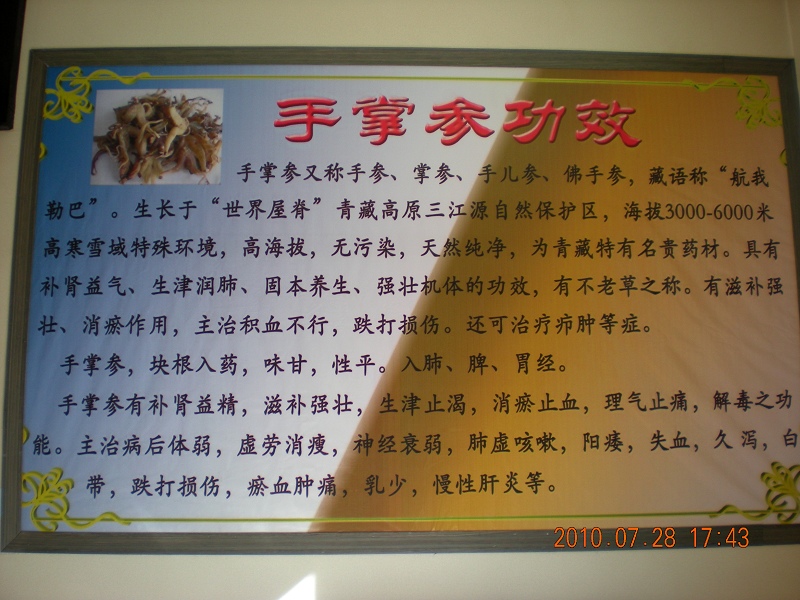 手掌参功效
手掌参又称手参、掌参、手儿参、佛手参，藏语称“航我
勒巴”。生长于“世界屋脊”青藏高原三江源自然保护区，海拔3000-6000米
高寒雪域特殊环境，高海拔，无污染，天然纯净，为青藏特有名贵药材。具有
补肾益气、生津润肺、固本养生、强壮机体的功效，有不老草之称。有滋补强
壮、消瘀作用，主治积血不行，跌打损伤。还可治疗疖肿等症。
手掌参，块根入药，味甘，性平。入肺、脾、胃经。
手掌参有补肾益精，滋补强壮，生津止渴，消瘀止血，理气止痛，解毒之功
能。主治病后体弱，虚劳消瘦，神经衰弱，肺虚咳嗽，阳痿，失血，久泻，白
带，跌打损伤，瘀血肿痛，乳少，慢性肝炎等。
2010.07.28 17:43